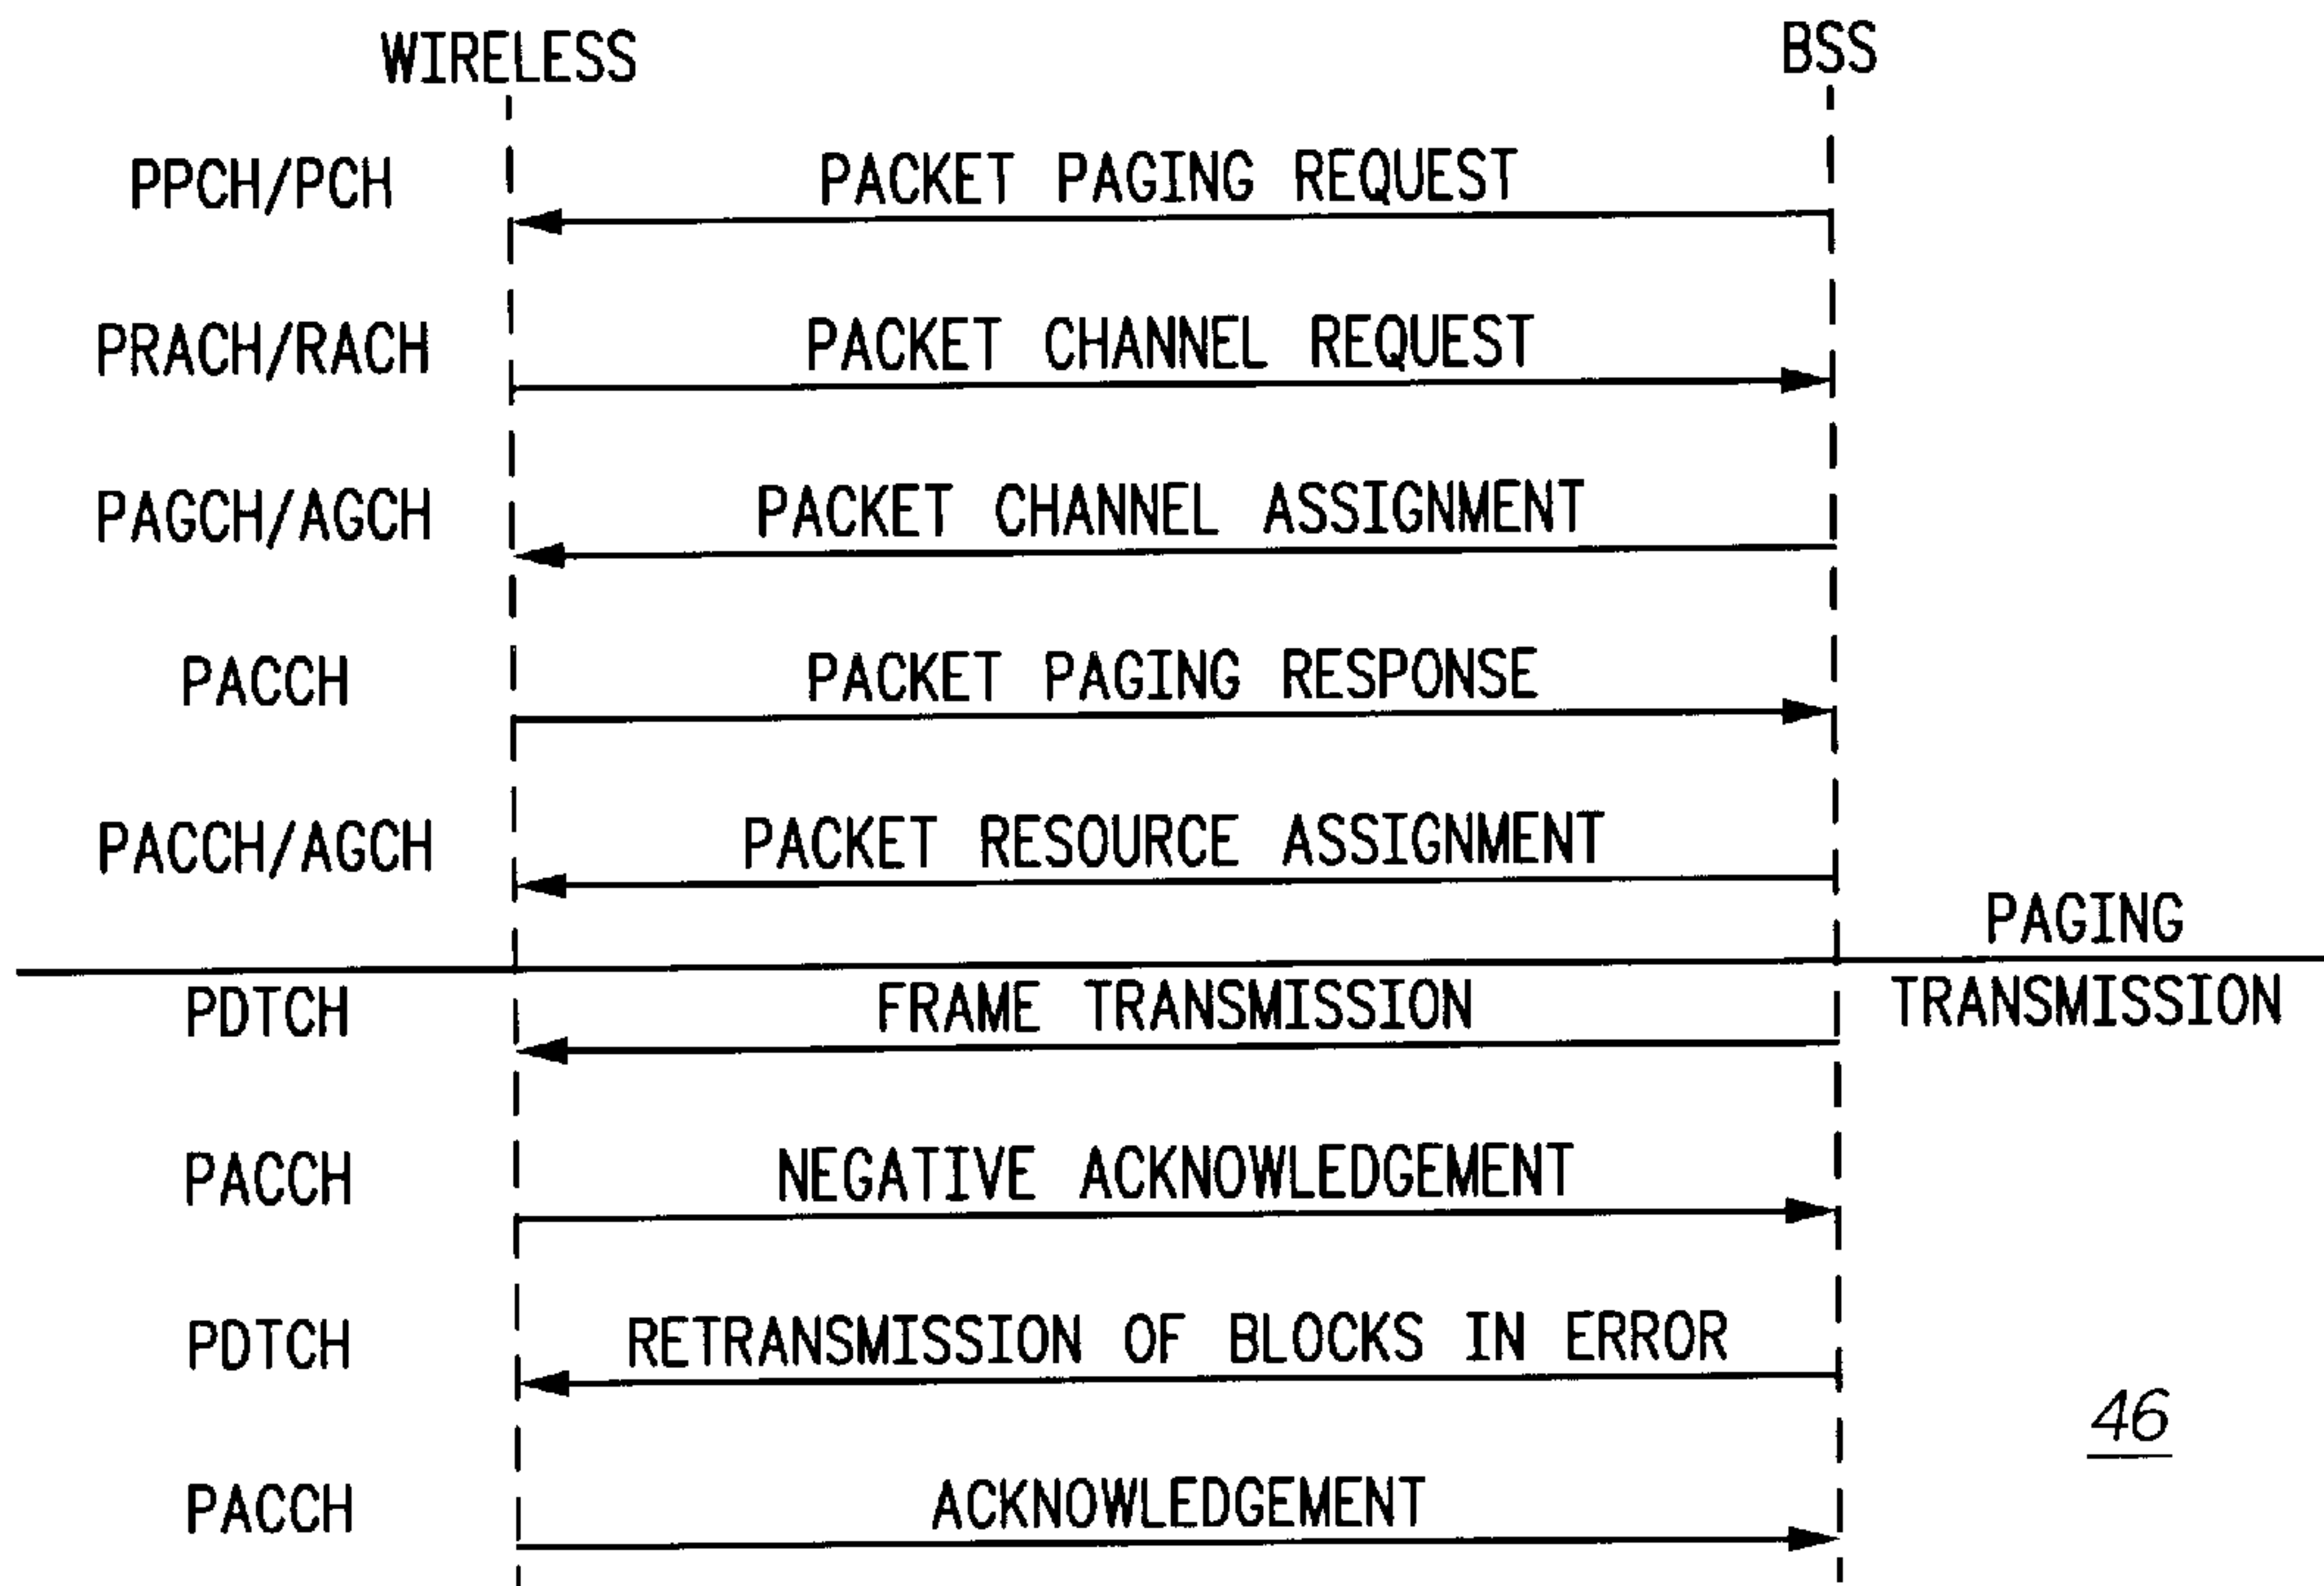 WIRELESS BSS
PPCH/PCH PACKET PAGING REQUEST
PRACH/RACH PACKET CHANNEL REQUEST
PAGCH/AGCH PACKET CHANNEL ASSIGNMENT
PACCH PACKET PAGING RESPONSE
PACCH/AGCH PACKET RESOURCE ASSIGNMENT
PAGING
PDTCH FRAME TRANSMISSION TRANSMISSION
PACCH NEGATIVE ACKNOWLEDGEMENT
PDTCH RETRANSMISSION OF BLOCKS IN ERROR
46
PACCH ACKNOWLEDGEMENT